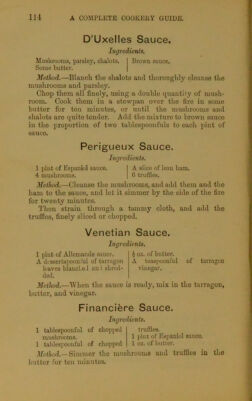 114 A COMPLETE COOKERY GUIDE.
D'Uxelles Sauce.
Ingredients.
Mushrooms, parsley, shalots.
Some butter.
Brown sauce.
Method.—Blanch the shalots and thoroughly cleanse the
mushrooms and parsley.
Chop them all finely, using a double quantity of mush-
room. Cook them in a stewpan over the fire in some
butter for ten minutes, or until the mushrooms and
shalots are quite tender. Add the mixture to brown sauce
in the proportion of two tablespoonfuls to each pint of
sauce.
Perigueux Sauce.
Ingredients.
1 pint of Espaniol sauce.
4 mushrooms.
A slice of lean ham.
6 truffles.
Method.—Cleanse the mushrooms, and add them and the
ham to the sauce, and let it simmer by the side of the fire
for twenty minutes.
Then strain through a tammy cloth, and add the
truffles, finely sliced or chopped.
Venetian Sauce.
Ingredients.
1 pint of Allemande sauce.
A dessertspoonful of tarragon
leaves blanched and shred-
ded.
½ oz. of butter.
A teaspoonful of tarragon
vinegar.
Method.—When the sauce is ready, mix in the tarragon,
butter, and vinegar.
Financière Sauce.
Ingredients.
1 tablespoonful of chopped
mushrooms.
1 tablespoonful of chopped
truffles.
1 pint of Espaniol sauce.
1 oz. of butter.
Method.—Simmer the mushrooms and truffles in the
butter for ten minutes.